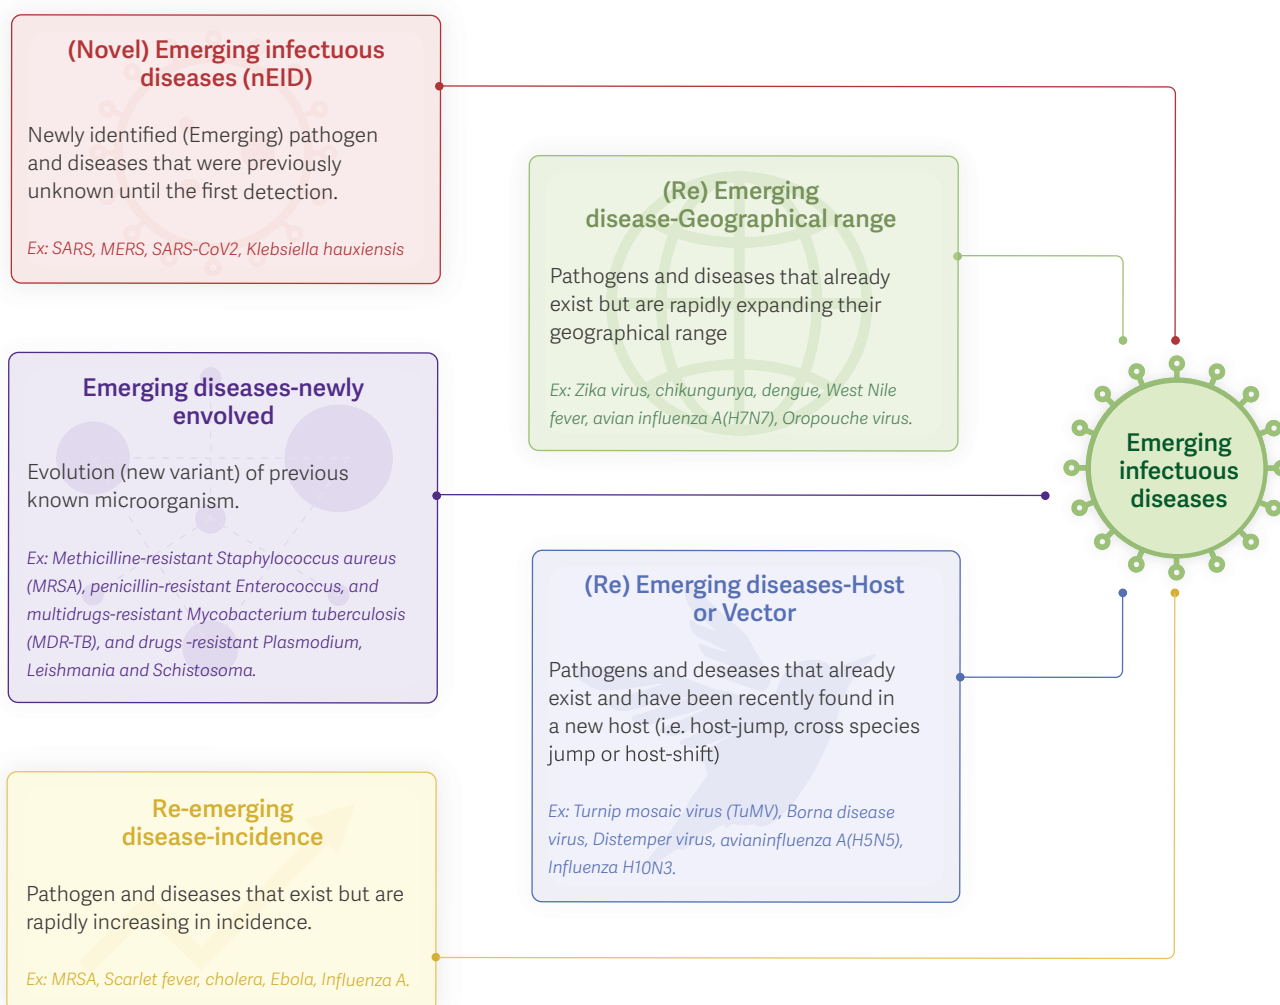 (Novel) Emerging infectuous
diseases (nEID)
Newly identified (Emerging) pathogen
and diseases that were previously
unknown until the first detection.
Ex: SARS, MERS, SARS-CoV2, Klebsiella hauxiensis
(Re) Emerging
disease-Geographical range
Pathogens and diseases that already
exist but are rapidly expanding their
geographical range
Ex: Zika virus, chikungunya, dengue, West Nile
fever, avian influenza A(H7N7), Oropouche virus.
Emerging diseases-newly
envolved
Evolution (new variant) of previous
known microorganism.
Ex: Methicilline-resistant Staphylococcus aureus
(MRSA), penicillin-resistant Enterococcus, and
multidrugs-resistant Mycobacterium tuberculosis
(MDR-TB), and drugs -resistant Plasmodium,
Leishmania and Schistosoma.
Emerging
infectuous
diseases
(Re) Emerging diseases-Host
or Vector
Pathogens and deseases that already
exist and have been recently found in
a new host (i.e. host-jump, cross species
jump or host-shift)
Ex: Turnip mosaic virus (TuMV), Borna disease
virus, Distemper virus, avianinfluenza A(H5N5),
Influenza H10N3.
Re-emerging
disease-incidence
Pathogen and diseases that exist but are
rapidly increasing in incidence.
Ex: MRSA, Scarlet fever, cholera, Ebola, Influenza A.